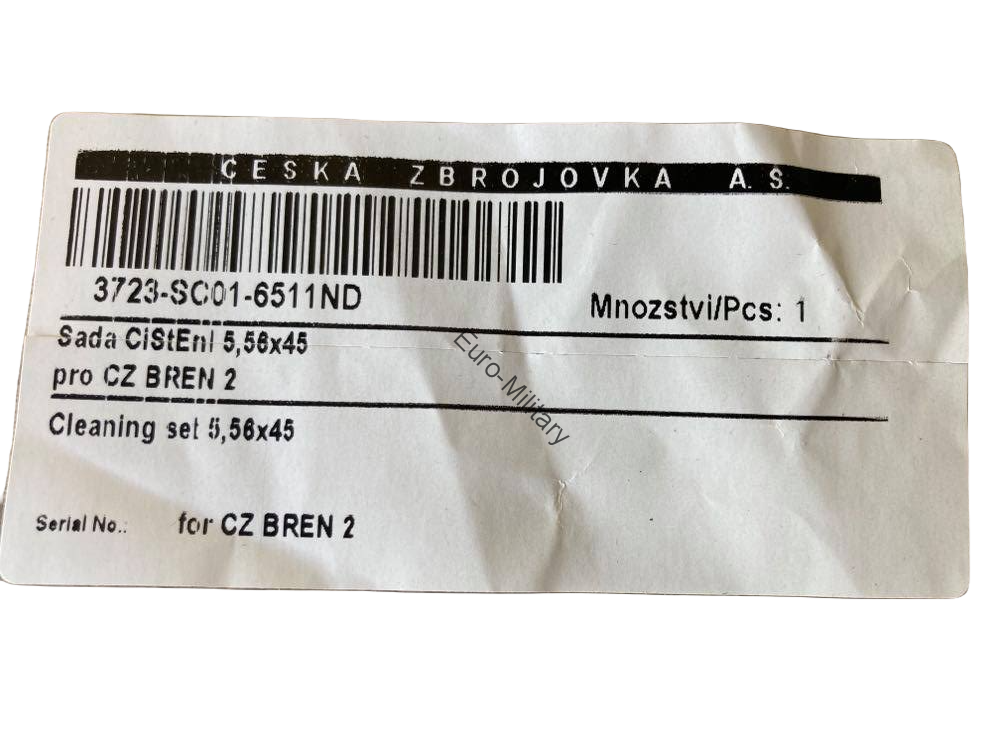 ČESKÁ ZBROJOVKA A.S.
3723-SC01-6511ND
Mnozstvi/Pcs: 1
Sada CiStEnI 5,56x45
pro CZ BREN 2
Cleaning set 5,56x45
Serial No.: for CZ BREN 2
Euro-Military